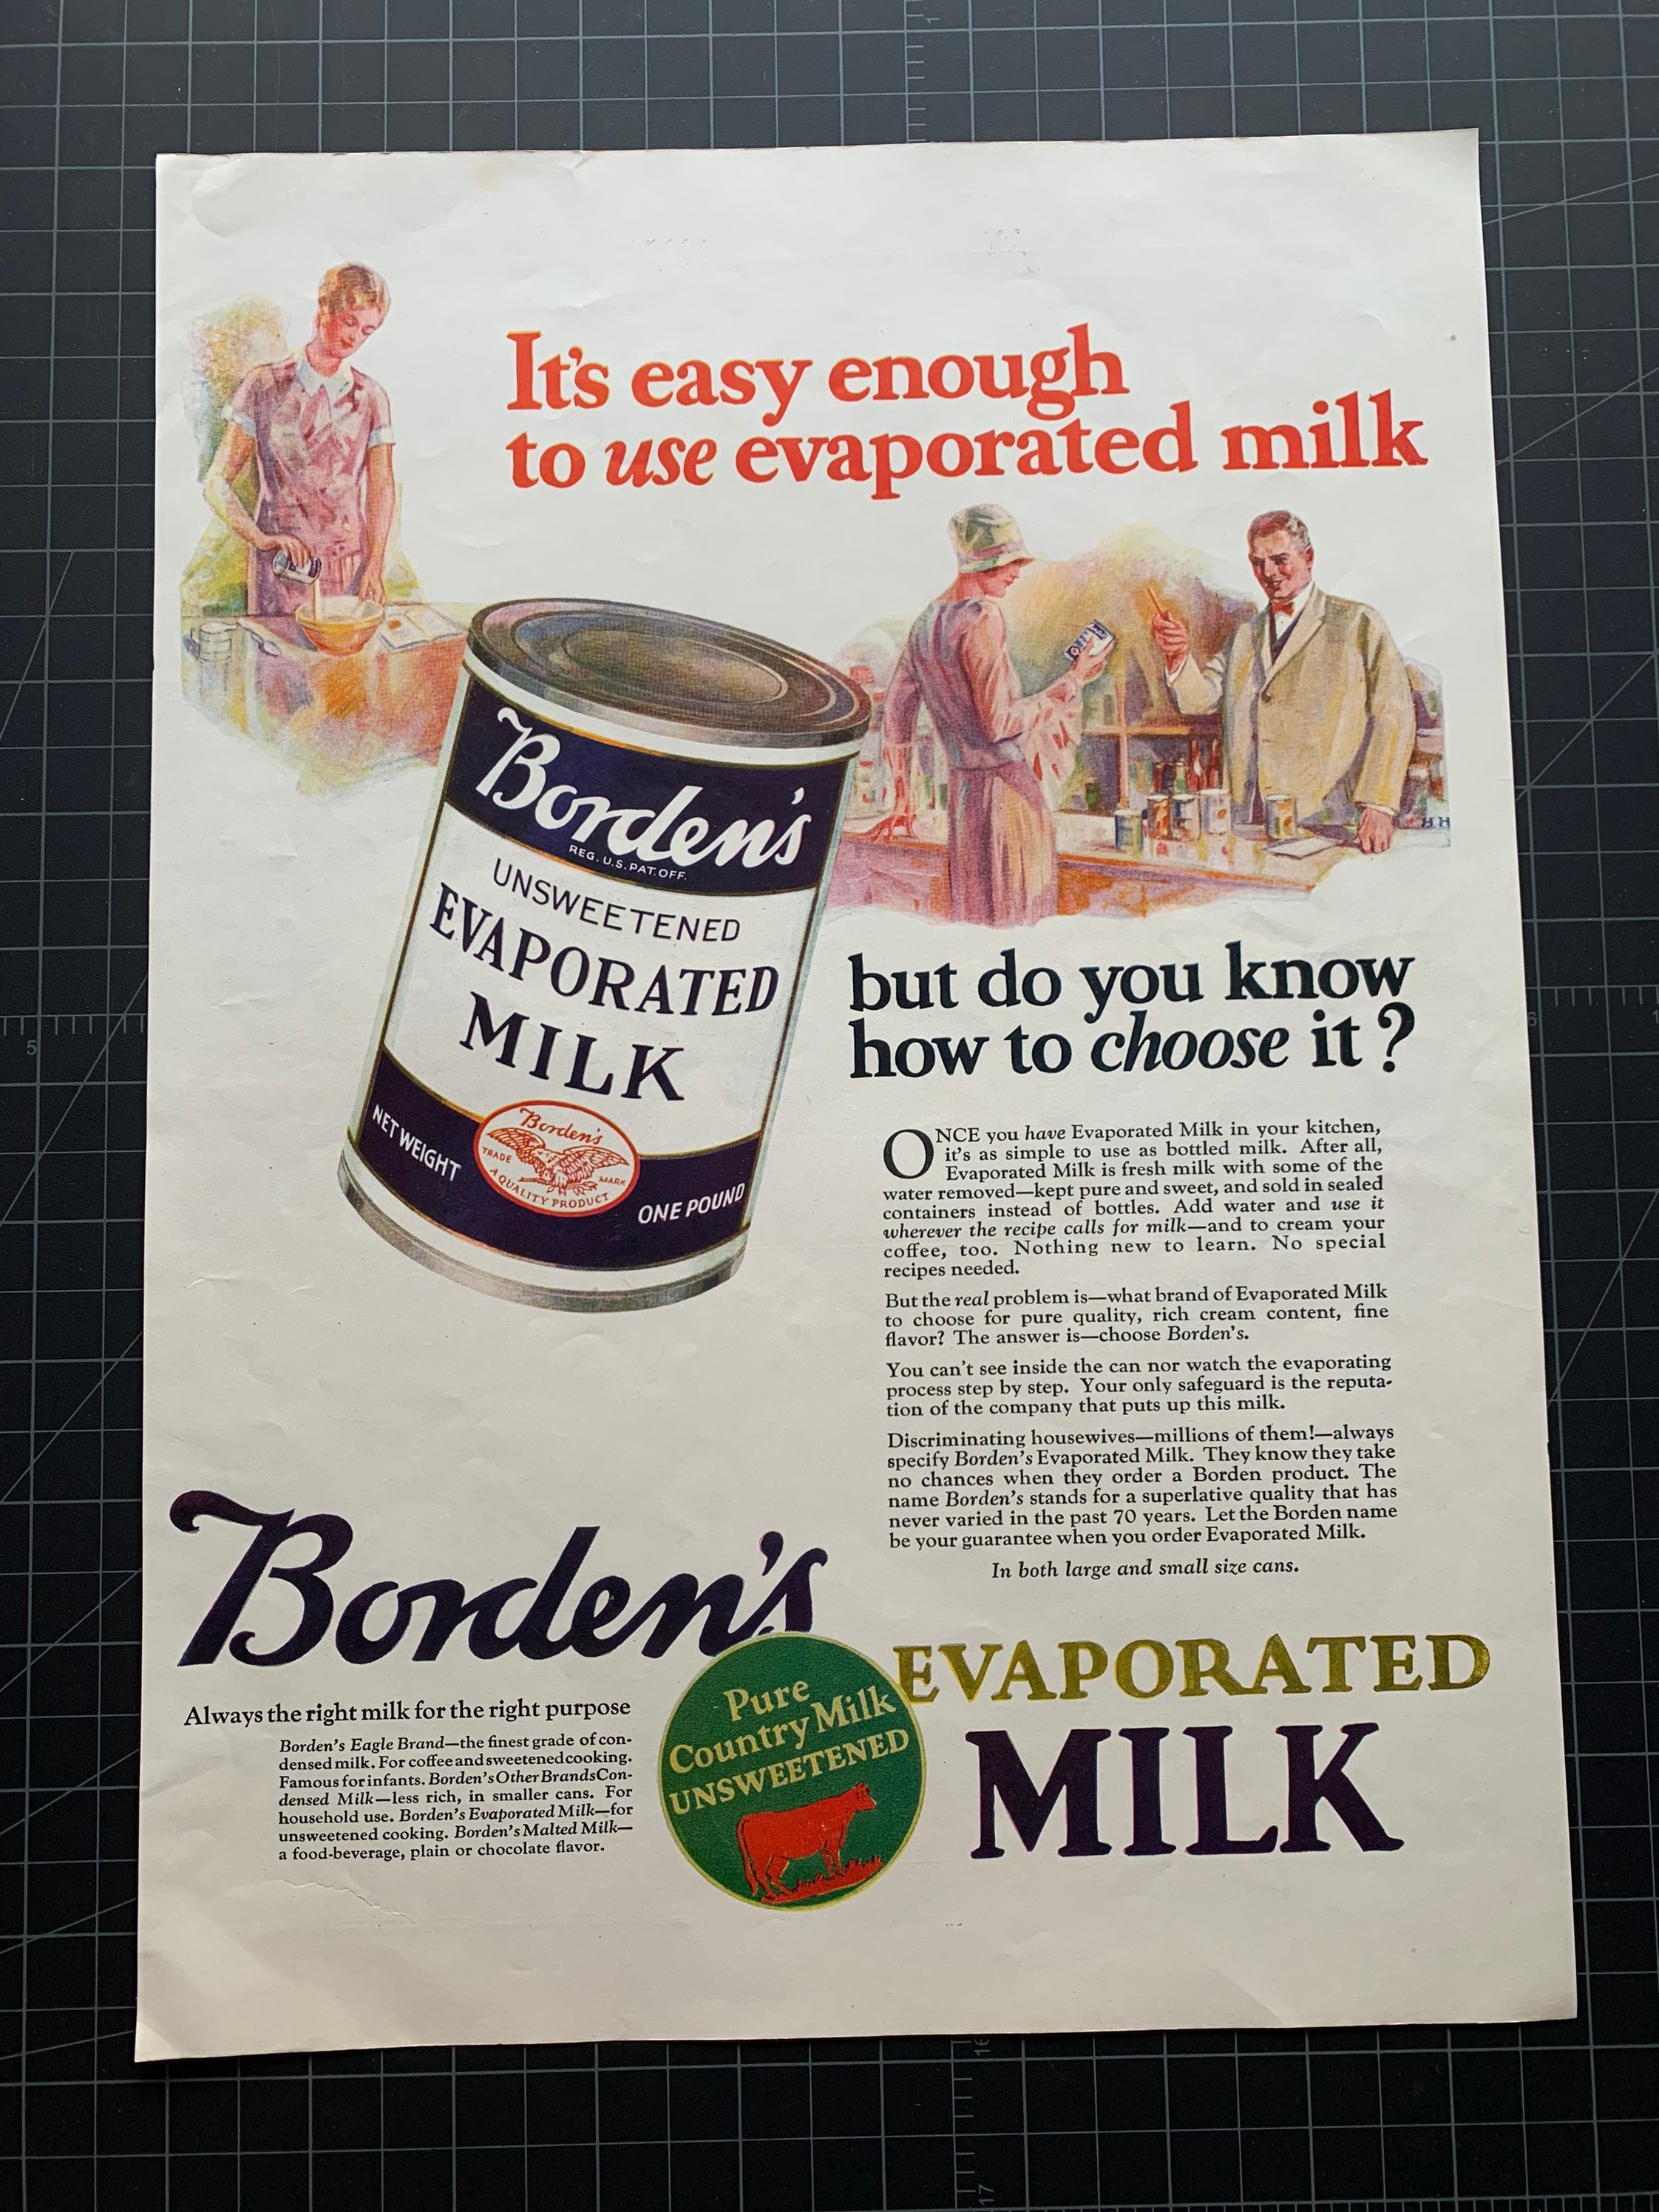 It's easy enough
to use evaporated milk
Borden's
REG. U.S. PAT. OFF.
UNSWEETENED
EVAPORATED
MILK
NET WEIGHT
Borden's
TRADE MARK
A QUALITY PRODUCT
ONE POUND
but do you know
how to choose it?
ONCE you have Evaporated Milk in your kitchen,
it's as simple to use as bottled milk. After all,
Evaporated Milk is fresh milk with some of the
water removed—kept pure and sweet, and sold in sealed
containers instead of bottles. Add water and use it
wherever the recipe calls for milk—and to cream your
coffee, too. Nothing new to learn. No special
recipes needed.
But the real problem is—what brand of Evaporated Milk
to choose for pure quality, rich cream content, fine
flavor? The answer is—choose Borden's.
You can't see inside the can nor watch the evaporating
process step by step. Your only safeguard is the reputa-
tion of the company that puts up this milk.
Discriminating housewives—millions of them!—always
specify Borden's Evaporated Milk. They know they take
no chances when they order a Borden product. The
name Borden's stands for a superlative quality that has
never varied in the past 70 years. Let the Borden name
be your guarantee when you order Evaporated Milk.
In both large and small size cans.
Borden's
EVAPORATED
MILK
Pure
Country Milk
UNSWEETENED
Always the right milk for the right purpose
Borden's Eagle Brand—the finest grade of con-
densed milk. For coffee and sweetened cooking.
Famous for infants. Borden's Other Brands Con-
densed Milk—less rich, in smaller cans. For
household use. Borden's Evaporated Milk—for
unsweetened cooking. Borden's Malted Milk—
a food-beverage, plain or chocolate flavor.
5
6
16
17